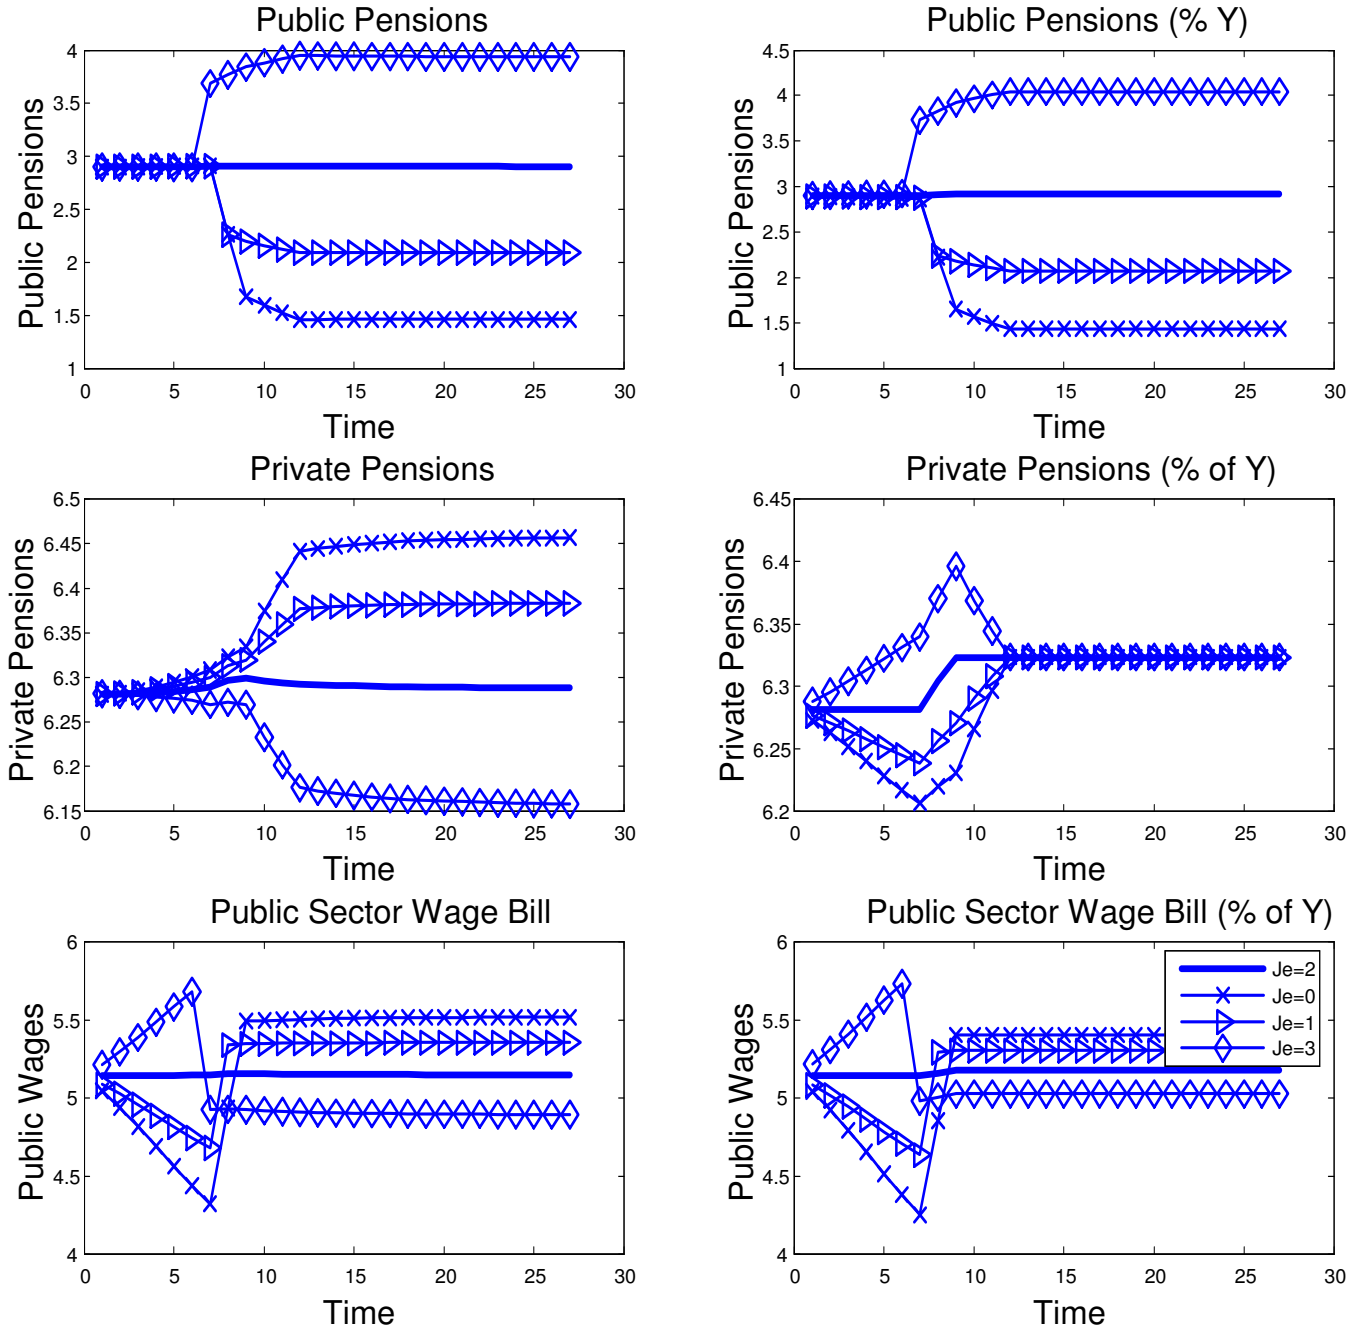 Public Pensions
Public Pensions
4
3.5
3
2.5
2
1.5
1
0 5 10 15 20 25 30
Time
Public Pensions (% Y)
Public Pensions
4.5
4
3.5
3
2.5
2
1.5
1
0 5 10 15 20 25 30
Time
Private Pensions
Private Pensions
6.5
6.45
6.4
6.35
6.3
6.25
6.2
6.15
0 5 10 15 20 25 30
Time
Private Pensions (% of Y)
Private Pensions
6.45
6.4
6.35
6.3
6.25
6.2
0 5 10 15 20 25 30
Time
Public Sector Wage Bill
Public Wages
6
5.5
5
4.5
4
0 5 10 15 20 25 30
Time
Public Sector Wage Bill (% of Y)
Public Wages
6
5.5
5
4.5
4
0 5 10 15 20 25 30
Time
Je=2
Je=0
Je=1
Je=3